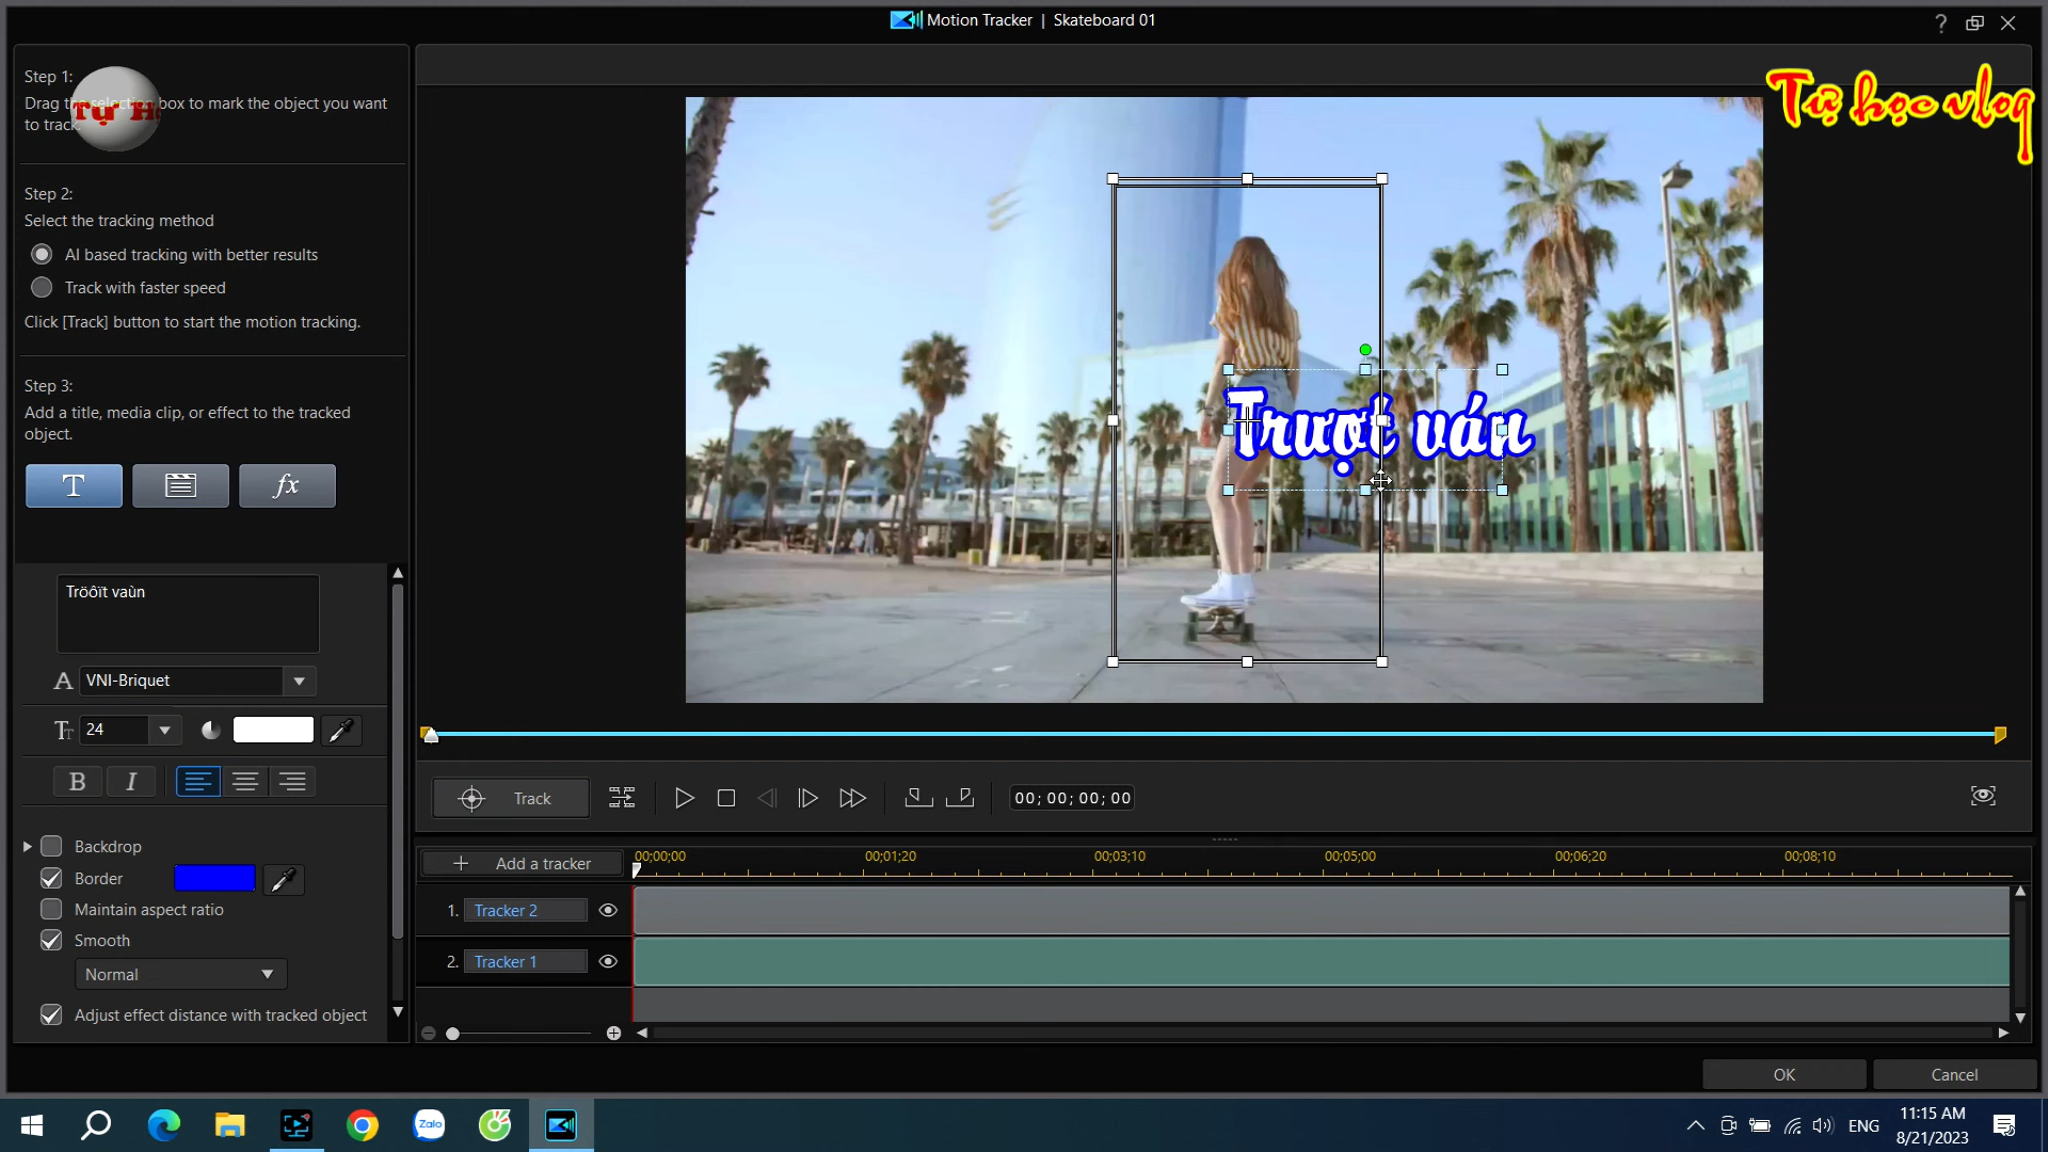 Motion Tracker | Skateboard 01
Tự học vlog
Step 1:
Drag the selection box to mark the object you want
to track.
Tự H
Step 2:
Select the tracking method
AI based tracking with better results
Track with faster speed
Click [Track] button to start the motion tracking.
Step 3:
Add a title, media clip, or effect to the tracked
object.
T
fx
Trượt ván
Tröôït vaùn
A VNI-Briquet
24
B I
Track
00; 00; 00; 00
Backdrop
Border
Maintain aspect ratio
Smooth
Normal
Adjust effect distance with tracked object
Add a tracker
00;00;00 00;01;20 00;03;10 00;05;00 00;06;20 00;08;10
1. Tracker 2
2. Tracker 1
OK Cancel
Zalo
ENG
11:15 AM
8/21/2023